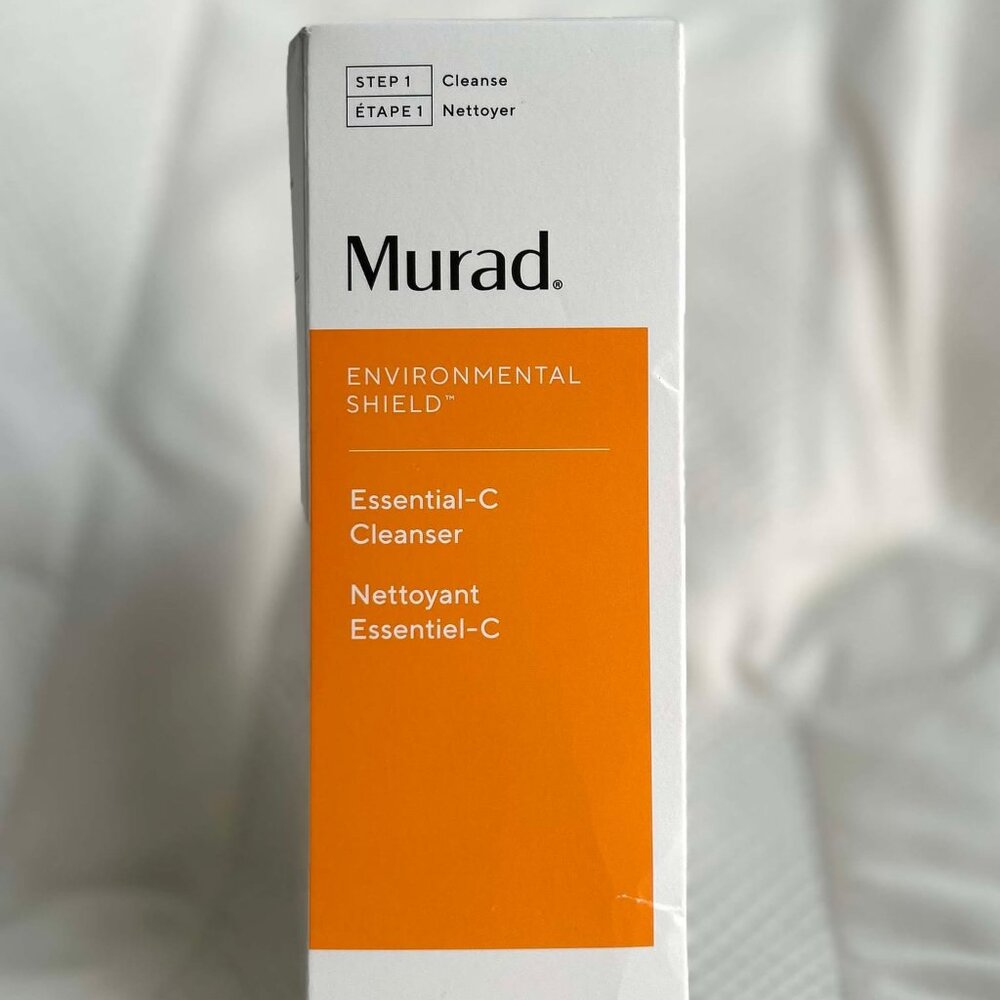 STEP 1 Cleanse
ÉTAPE 1 Nettoyer
Murad®
ENVIRONMENTAL
SHIELD™
Essential-C
Cleanser
Nettoyant
Essentiel-C